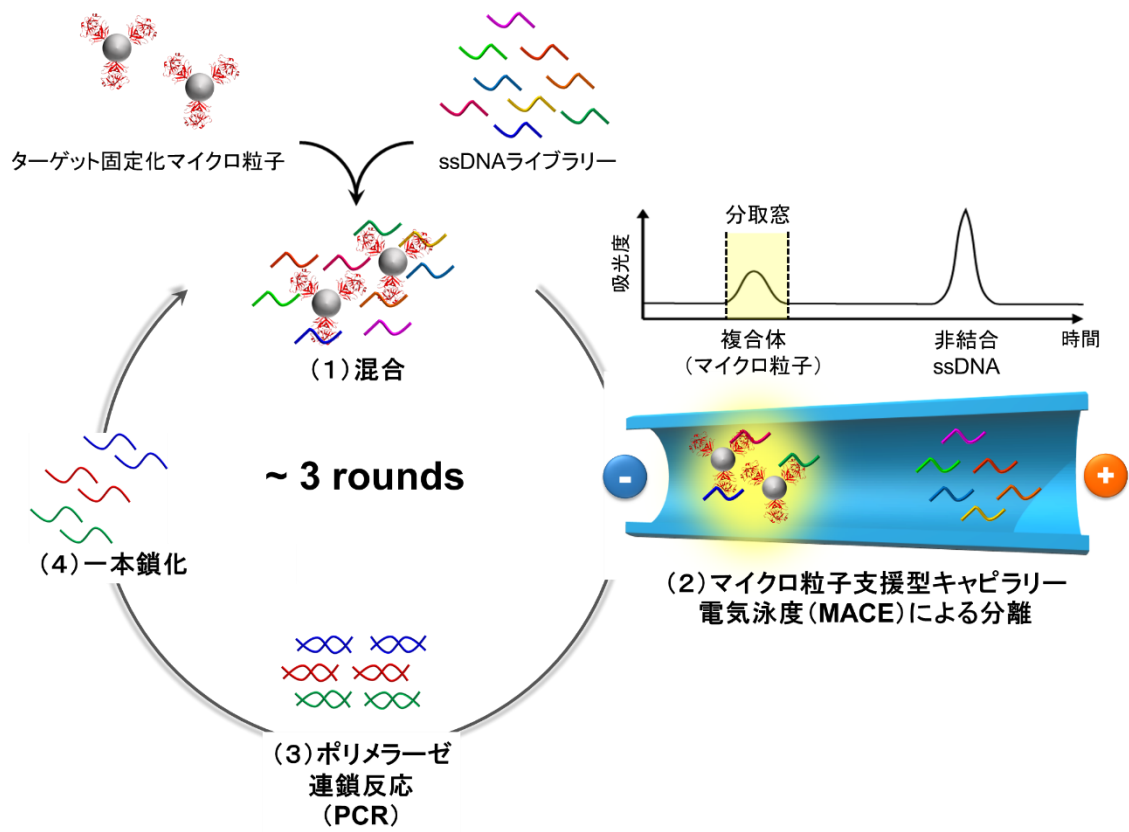 ターゲット固定化マイクロ粒子
ssDNAライブラリー
(1)混合
分取窓
吸光度
複合体
(マイクロ粒子)
非結合
ssDNA
時間
-
+
(2)マイクロ粒子支援型キャピラリー
電気泳度(MACE)による分離
~ 3 rounds
(4)一本鎖化
(3)ポリメラーゼ
連鎖反応
(PCR)